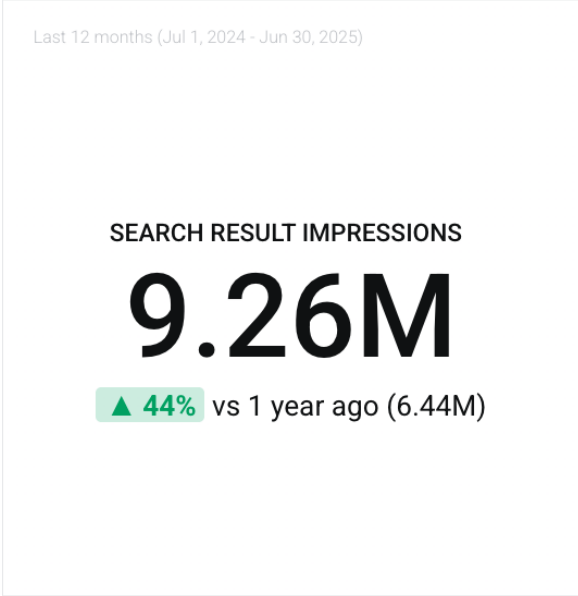 Last 12 months (Jul 1, 2024 - Jun 30, 2025)
SEARCH RESULT IMPRESSIONS
9.26M
▲ 44% vs 1 year ago (6.44M)